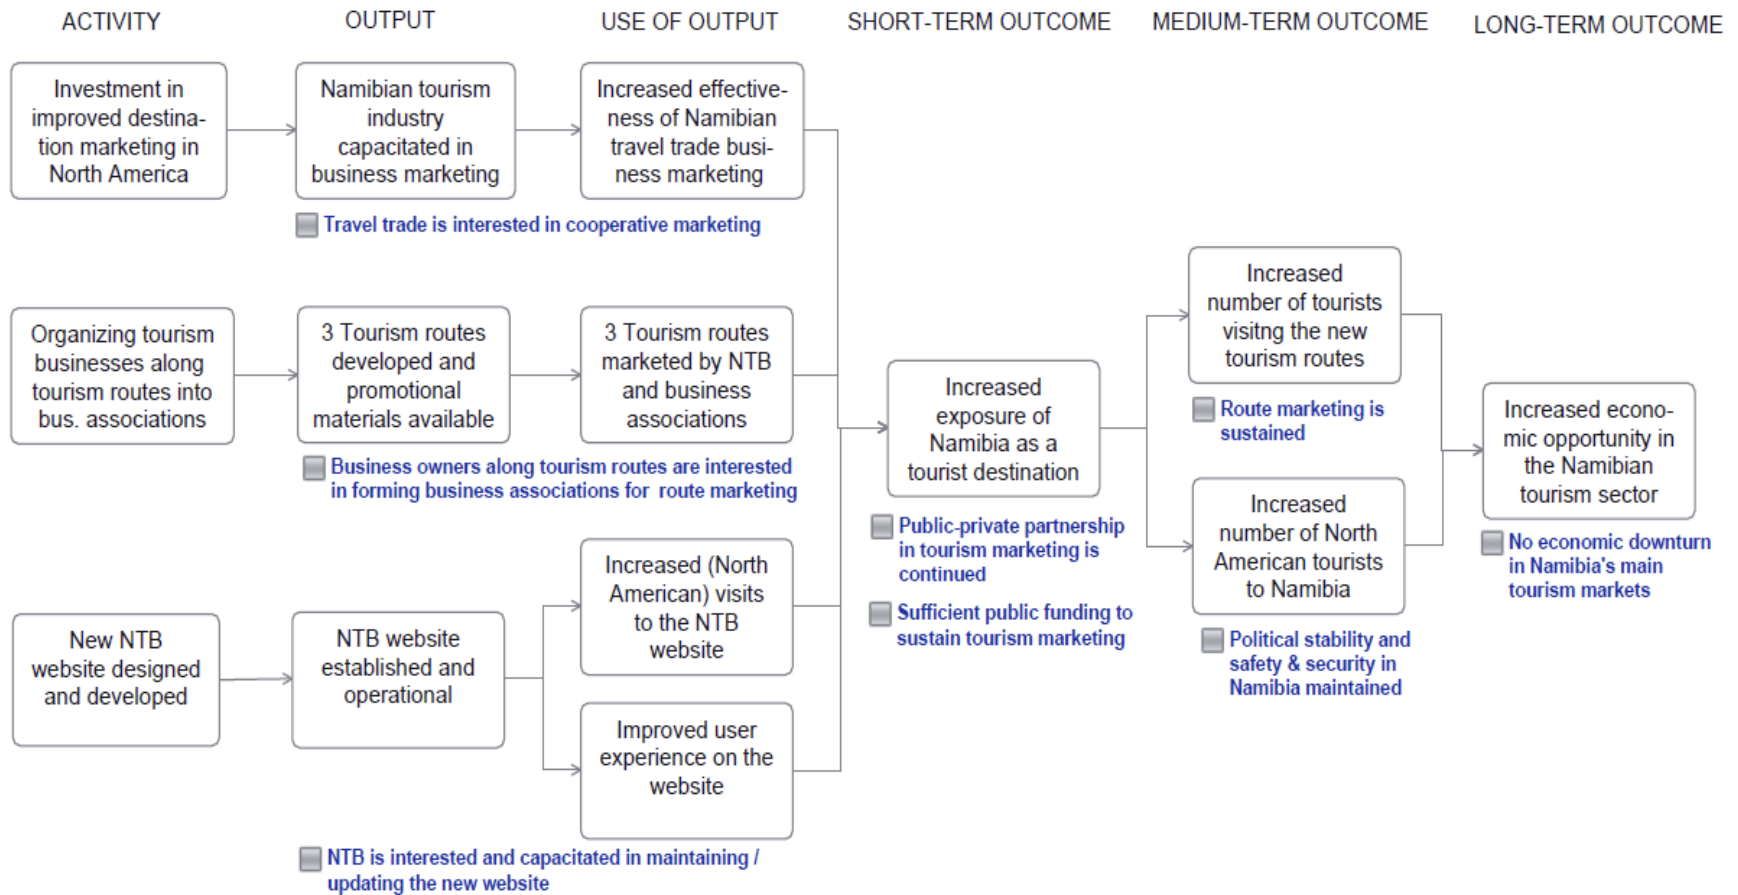 ACTIVITY
OUTPUT
USE OF OUTPUT
SHORT-TERM OUTCOME
MEDIUM-TERM OUTCOME
LONG-TERM OUTCOME
Investment in
improved destina-
tion marketing in
North America
Namibian tourism
industry
capacitated in
business marketing
Increased effective-
ness of Namibian
travel trade busi-
ness marketing
Travel trade is interested in cooperative marketing
Organizing tourism
businesses along
tourism routes into
bus. associations
3 Tourism routes
developed and
promotional
materials available
3 Tourism routes
marketed by NTB
and business
associations
Business owners along tourism routes are interested
in forming business associations for route marketing
New NTB
website designed
and developed
NTB website
established and
operational
Increased (North
American) visits
to the NTB
website
Improved user
experience on the
website
NTB is interested and capacitated in maintaining /
updating the new website
Increased
exposure of
Namibia as a
tourist destination
Public-private partnership
in tourism marketing is
continued
Sufficient public funding to
sustain tourism marketing
Increased
number of tourists
visitng the new
tourism routes
Route marketing is
sustained
Increased
number of North
American tourists
to Namibia
Political stability and
safety & security in
Namibia maintained
Increased econo-
mic opportunity in
the Namibian
tourism sector
No economic downturn
in Namibia's main
tourism markets